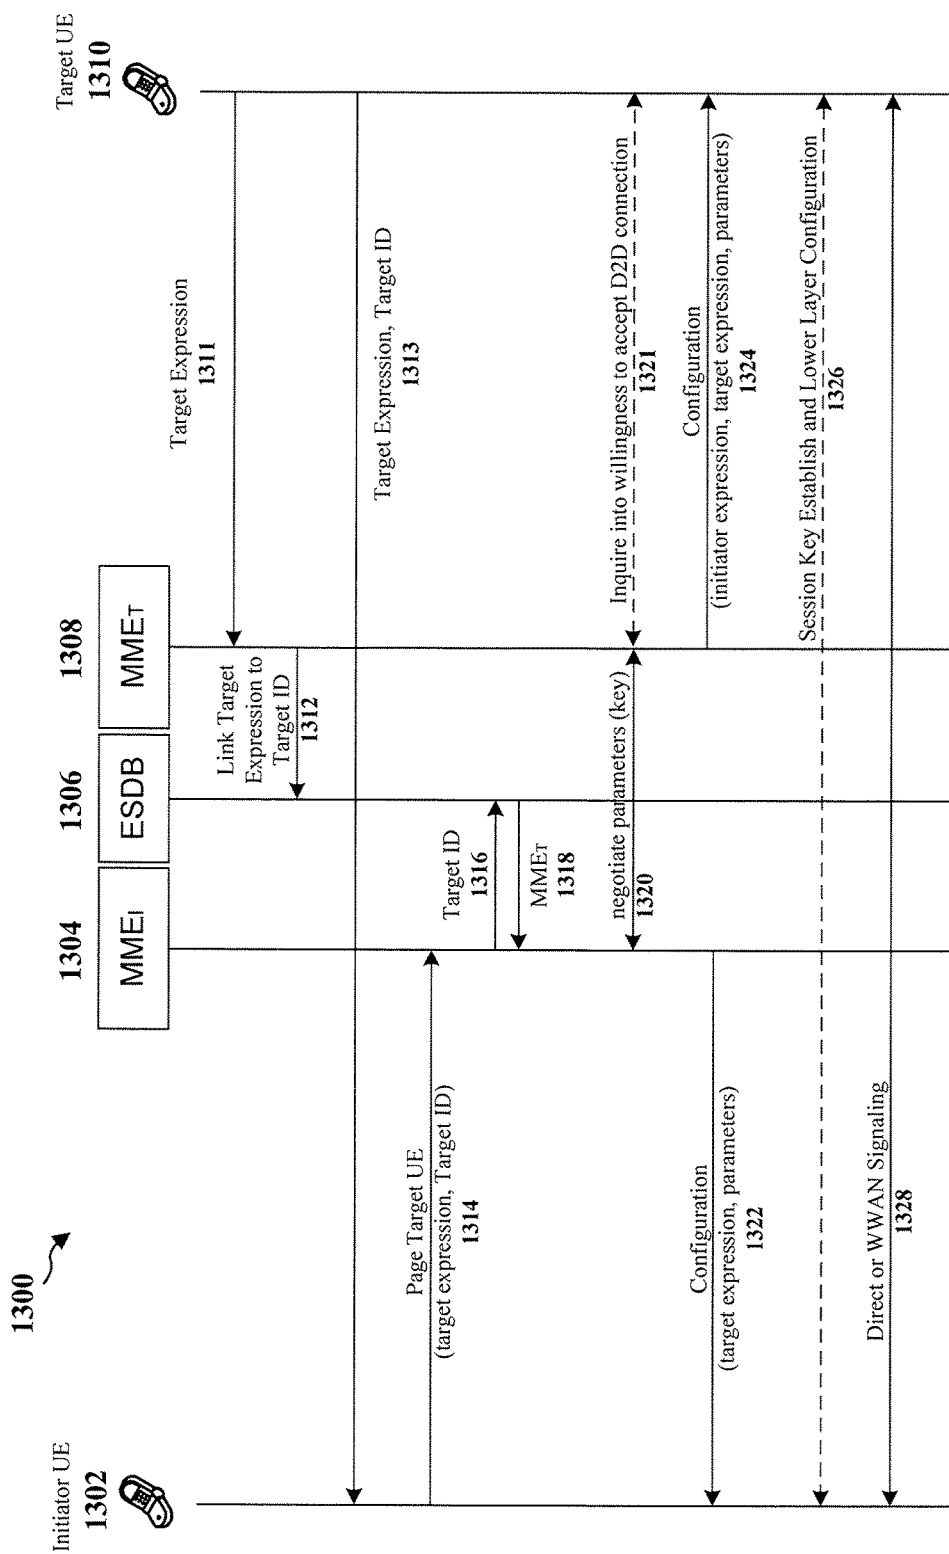 1300
Initiator UE
1302
1304
MMEI
1306
ESDB
1308
MMET
Target UE
1310
Target Expression
1311
Link Target
Expression to
Target ID
1312
Target Expression, Target ID
1313
Page Target UE
(target expression, Target ID)
1314
Target ID
1316
MMET
1318
negotiate parameters (key)
1320
Inquire into willingness to accept D2D connection
1321
Configuration
(target expression, parameters)
1322
Configuration
(initiator expression, target expression, parameters)
1324
Session Key Establish and Lower Layer Configuration
1326
Direct or WWAN Signaling
1328